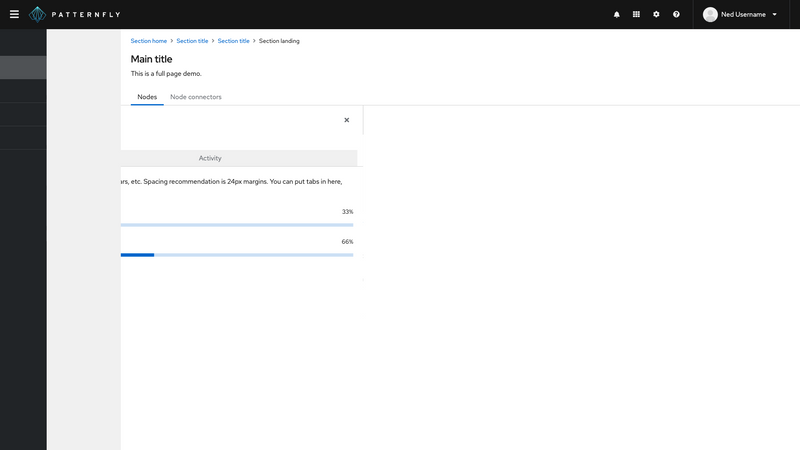 PATTERNFLY
Ned Username
Section home > Section title > Section title > Section landing
Main title
This is a full page demo.
Nodes Node connectors
Activity
etc. Spacing recommendation is 24px margins. You can put tabs in here,
33%
66%